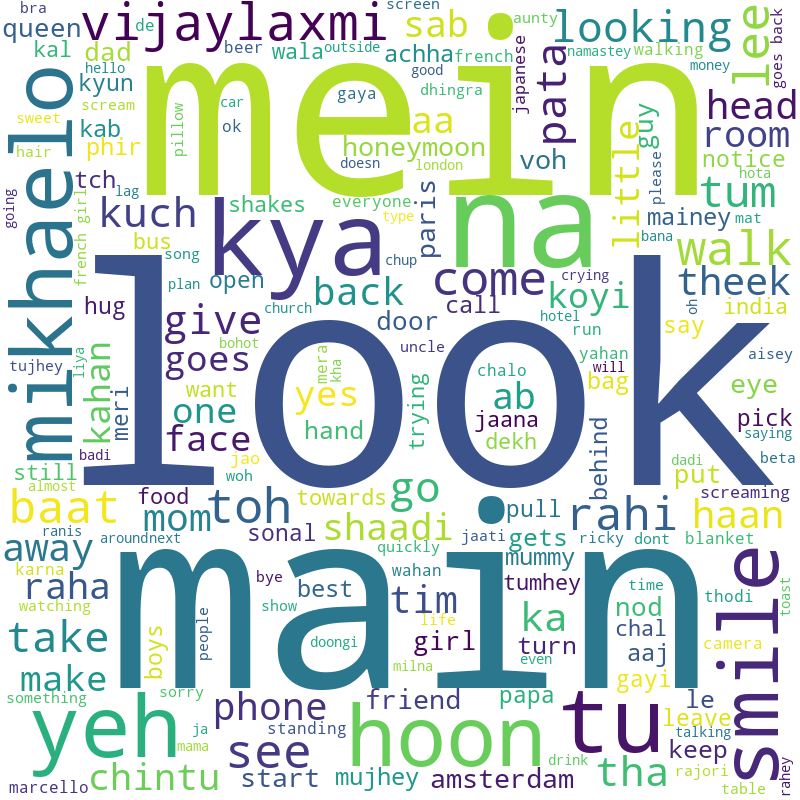 bra
queen
vijaylaxmi
de
sab
screen
aunty
looking
lee
goes back
kal
dad
beer
wala
outside
achha
french
namastey
walking
hello
kyun
scream
car
good
dhingra
money
mein
japanese
pata
sweet
kab
pillow
gaya
aa
guy
head
hair
phir
ok
honeymoon
doesn
voh
little
please
room
mikhaelo
tch
lag
london
notice
hota
going
french girl
kuch
shakes
everyone
type
na
paris
tum
mainey
mat
bus
song
kya
chup
bana
walk
plan
open
back
come
crying
koyi
theek
oh
hug
church
give
call
hotel
run
say
india
tujhey
liya
meri
bohot
door
uncle
yahan
aisey
kahan
goes
want
mera
kha
yes
look
chalo
will
bag
eye
one
hand
trying
ab
jaana
dekh
pick
badi
face
jao
behind
saying
still
woh
dadi
beta
almost
food
towards
go
put
screaming
baat
mom
toh
pull
rahi
haan
ranis
aroundnext
sonal
shaadi
jaati
gets
ricky
dont
blanket
away
quickly
mummy
karna
raha
bye
best
wahan
tumhey
time
thodi
toast
watching
show
tim
ka
nod
smile
take
boys
people
life
girl
turn
chal
camera
main
doongi
milna
even
aaj
make
gayi
something
sorry
phone
friend
papa
le
leave
yeh
ja
standing
hoon
tu
talking
mama
see
drink
keep
marcello
chintu
start
mujhey
amsterdam
tha
rajori
table
rahey